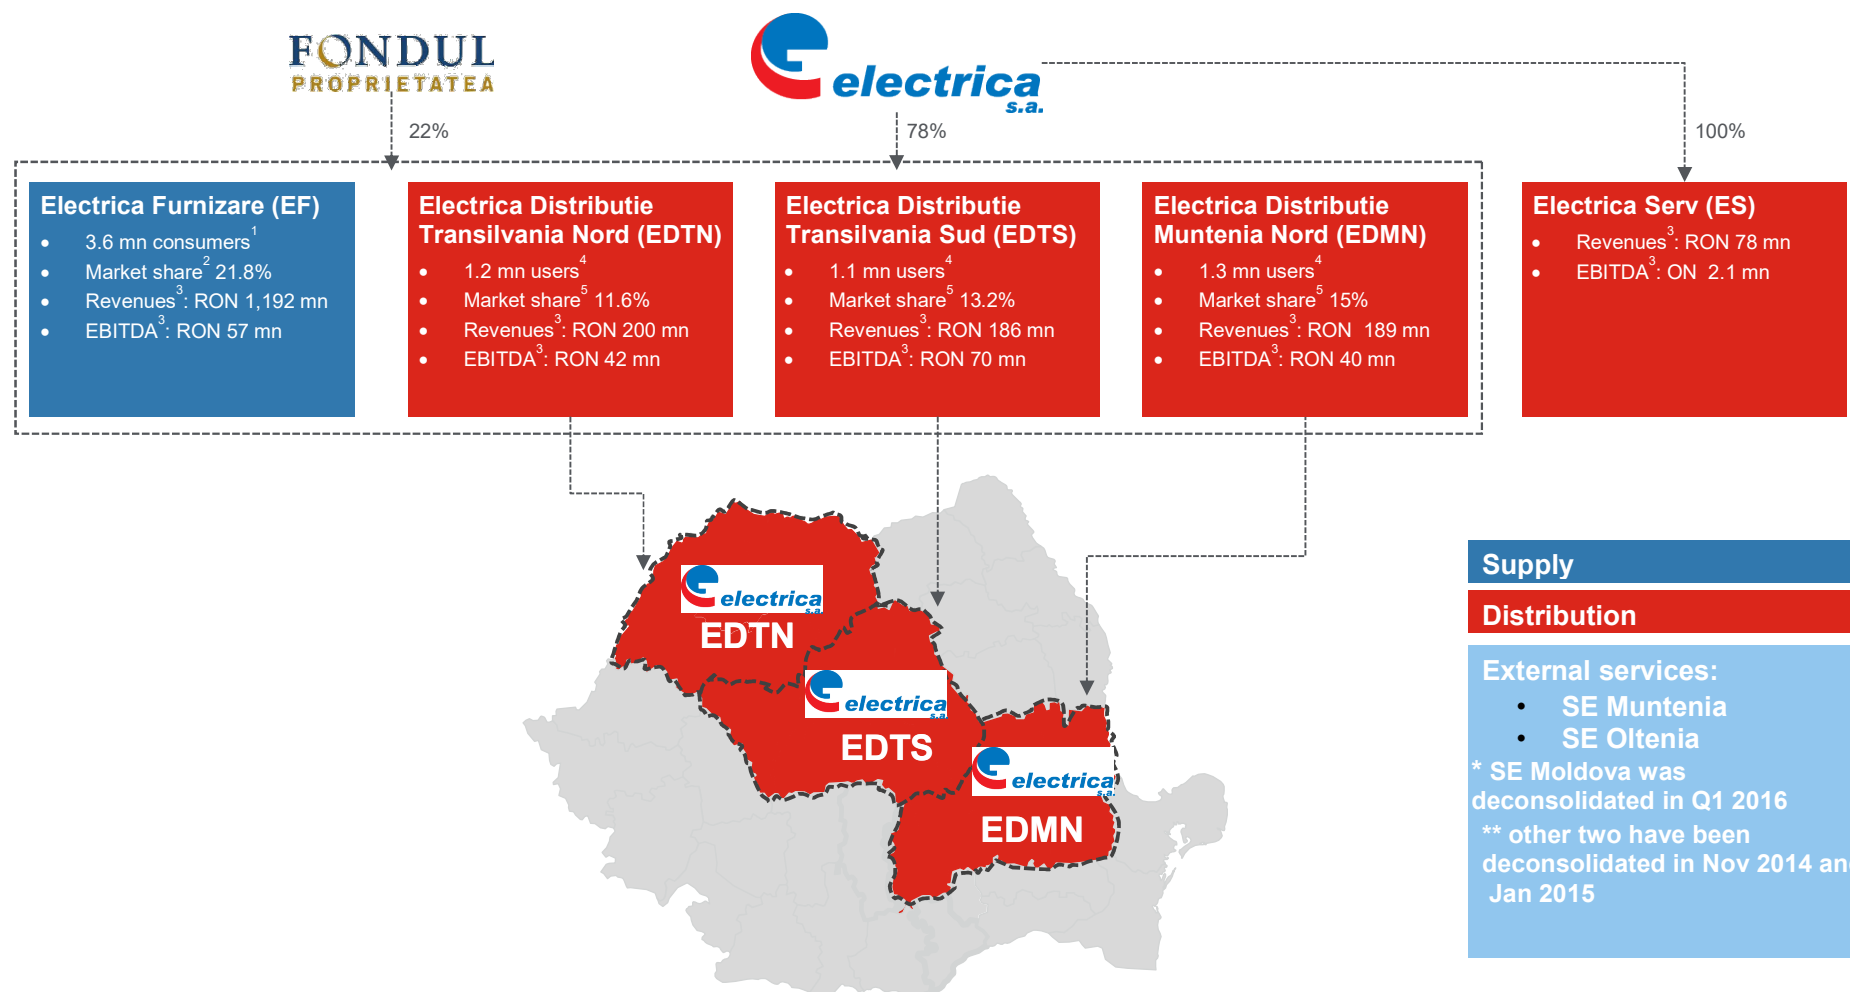 FONDUL
PROPRIETATEA
electrica
s.a.
22%
78%
100%
Electrica Furnizare (EF)
• 3.6 mn consumers1
• Market share2 21.8%
• Revenues3: RON 1,192 mn
• EBITDA3: RON 57 mn
Electrica Distributie
Transilvania Nord (EDTN)
• 1.2 mn users4
• Market share5 11.6%
• Revenues3: RON 200 mn
• EBITDA3: RON 42 mn
Electrica Distributie
Transilvania Sud (EDTS)
• 1.1 mn users4
• Market share5 13.2%
• Revenues3: RON 186 mn
• EBITDA3: RON 70 mn
Electrica Distributie
Muntenia Nord (EDMN)
• 1.3 mn users4
• Market share5 15%
• Revenues3: RON 189 mn
• EBITDA3: RON 40 mn
Electrica Serv (ES)
• Revenues3: RON 78 mn
• EBITDA3: ON 2.1 mn
electrica
s.a.
EDTN
electrica
s.a.
EDTS
electrica
s.a.
EDMN
Supply
Distribution
External services:
• SE Muntenia
• SE Oltenia
* SE Moldova was
deconsolidated in Q1 2016
** other two have been
deconsolidated in Nov 2014 an
Jan 2015